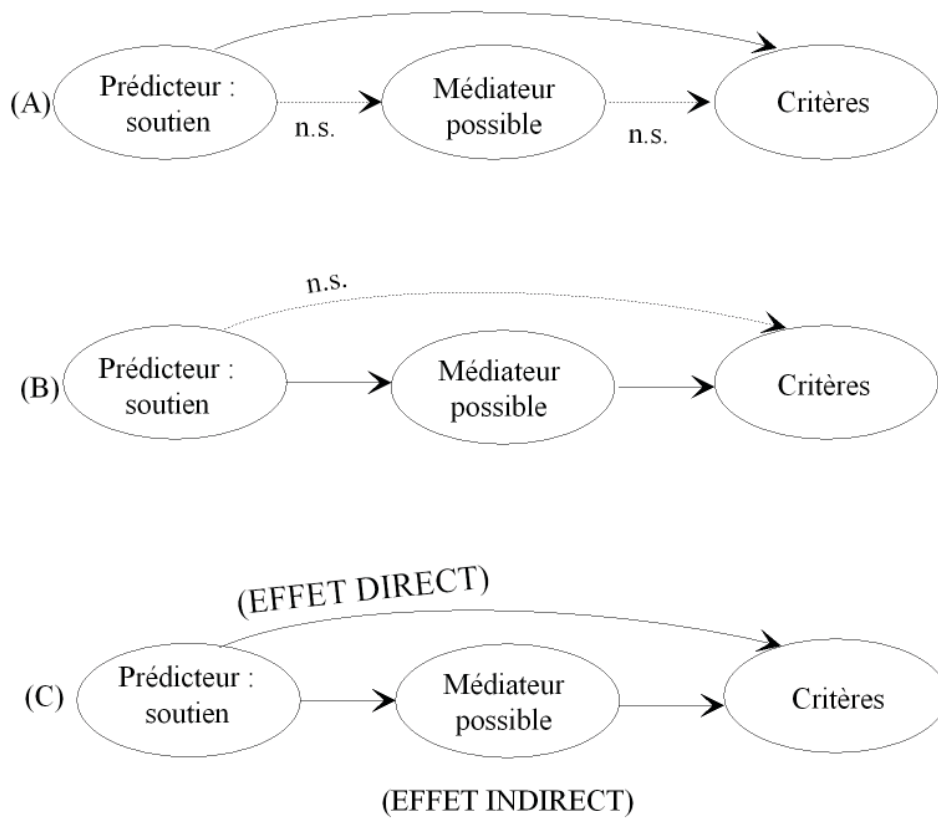 (A)
Prédicteur :
soutien
n.s.
Médiateur
possible
n.s.
Critères
n.s.
(B)
Prédicteur :
soutien
Médiateur
possible
Critères
(EFFET DIRECT)
(C)
Prédicteur :
soutien
Médiateur
possible
Critères
(EFFET INDIRECT)